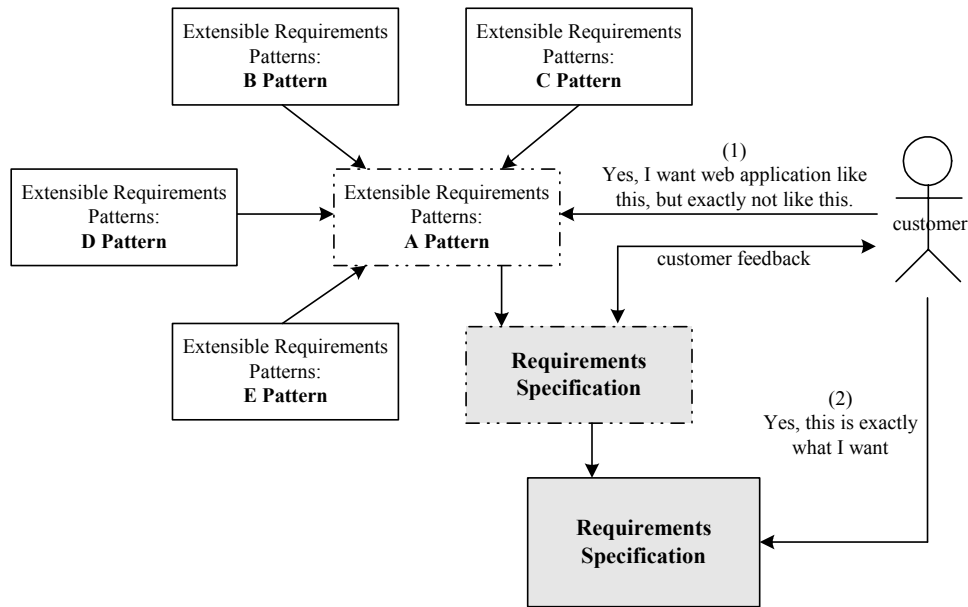 Extensible Requirements
Patterns:
B Pattern
Extensible Requirements
Patterns:
C Pattern
(1)
Yes, I want web application like
this, but exactly not like this.
Extensible Requirements
Patterns:
D Pattern
Extensible Requirements
Patterns:
A Pattern
customer
customer feedback
Extensible Requirements
Patterns:
E Pattern
Requirements
Specification
(2)
Yes, this is exactly
what I want
Requirements
Specification